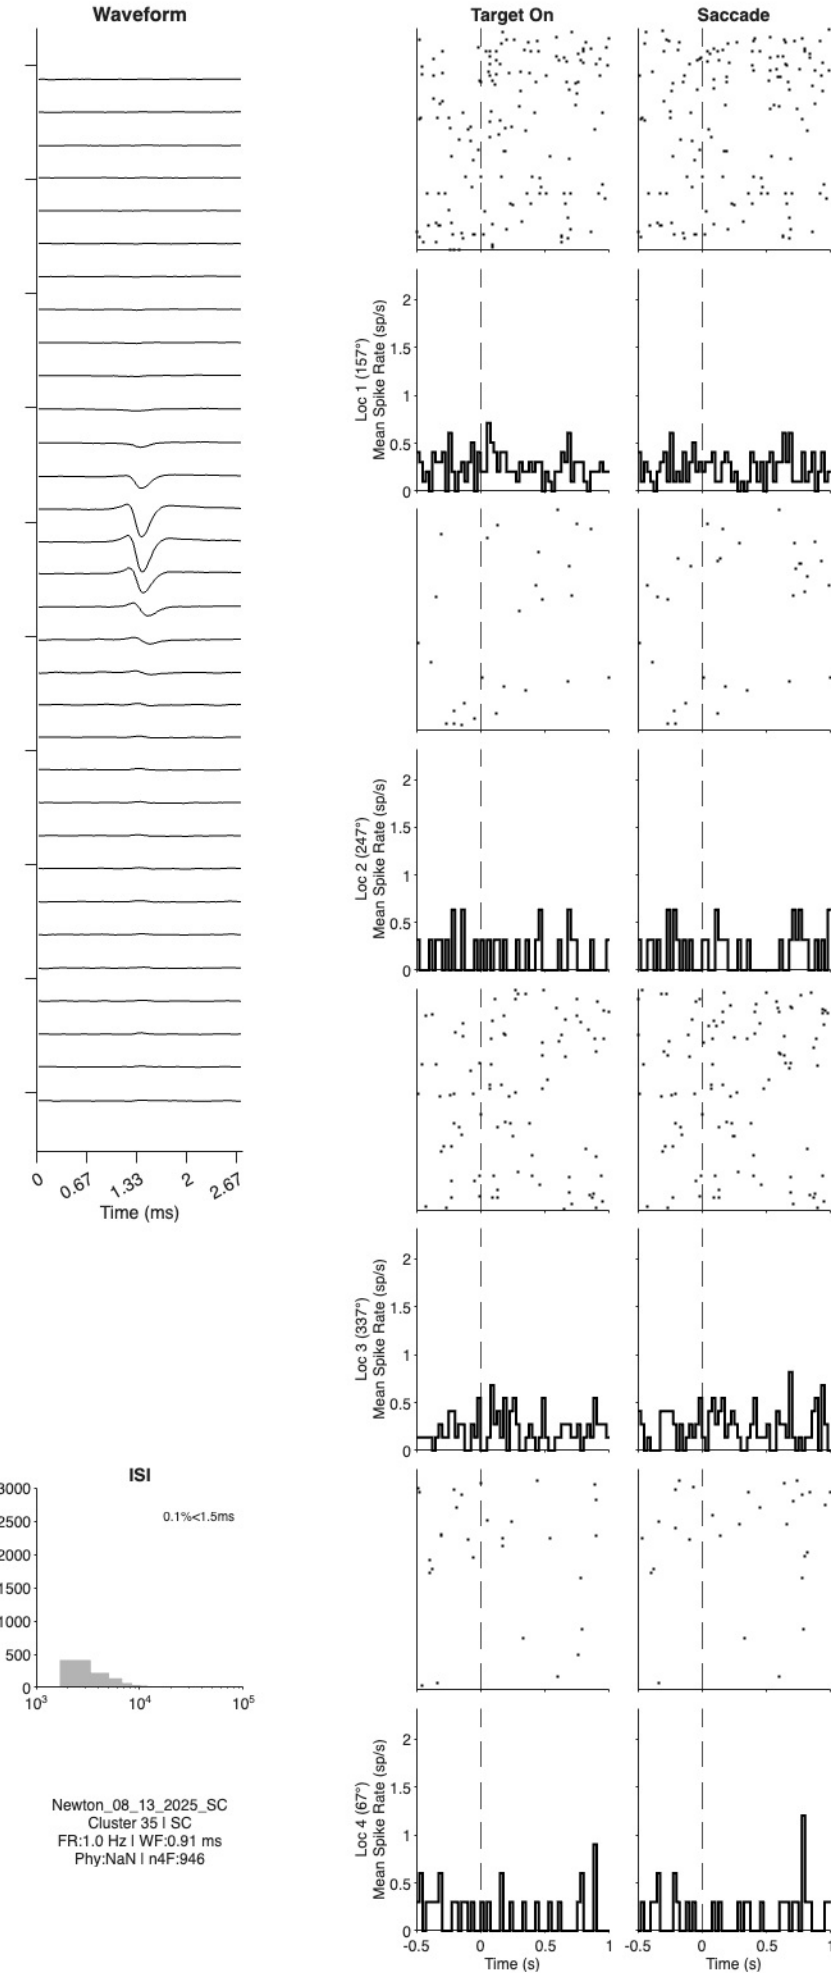 Waveform
0
0.67
1.33
2
2.67
Time (ms)
ISI
3000
2500
2000
1500
1000
500
0
0.1%<1.5ms
10³
10⁴
10⁵
Newton_08_13_2025_SC
Cluster 35 | SC
FR:1.0 Hz | WF:0.91 ms
Phy:NaN | n4F:946
Target On
Saccade
Loc 1 (157°)
Mean Spike Rate (sp/s)
2
1.5
1
0.5
0
Loc 2 (247°)
Mean Spike Rate (sp/s)
2
1.5
1
0.5
0
Loc 3 (337°)
Mean Spike Rate (sp/s)
2
1.5
1
0.5
0
Loc 4 (67°)
Mean Spike Rate (sp/s)
2
1.5
1
0.5
0
-0.5 0 0.5 1
Time (s)
-0.5 0 0.5 1
Time (s)